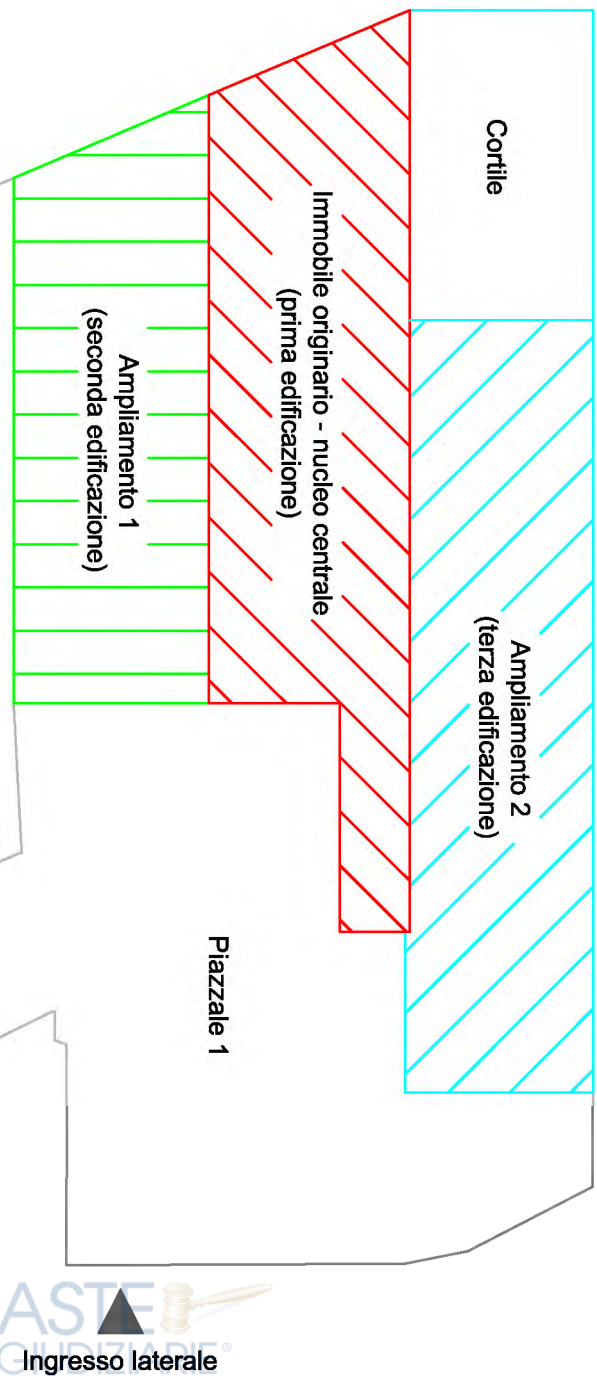 Cortile
Immobile originario - nucleo centrale
(prima edificazione)
Ampliamento 1
(seconda edificazione)
Ampliamento 2
(terza edificazione)
Piazzale 1
ASTE
GIUDIZIARIE®
Ingresso laterale